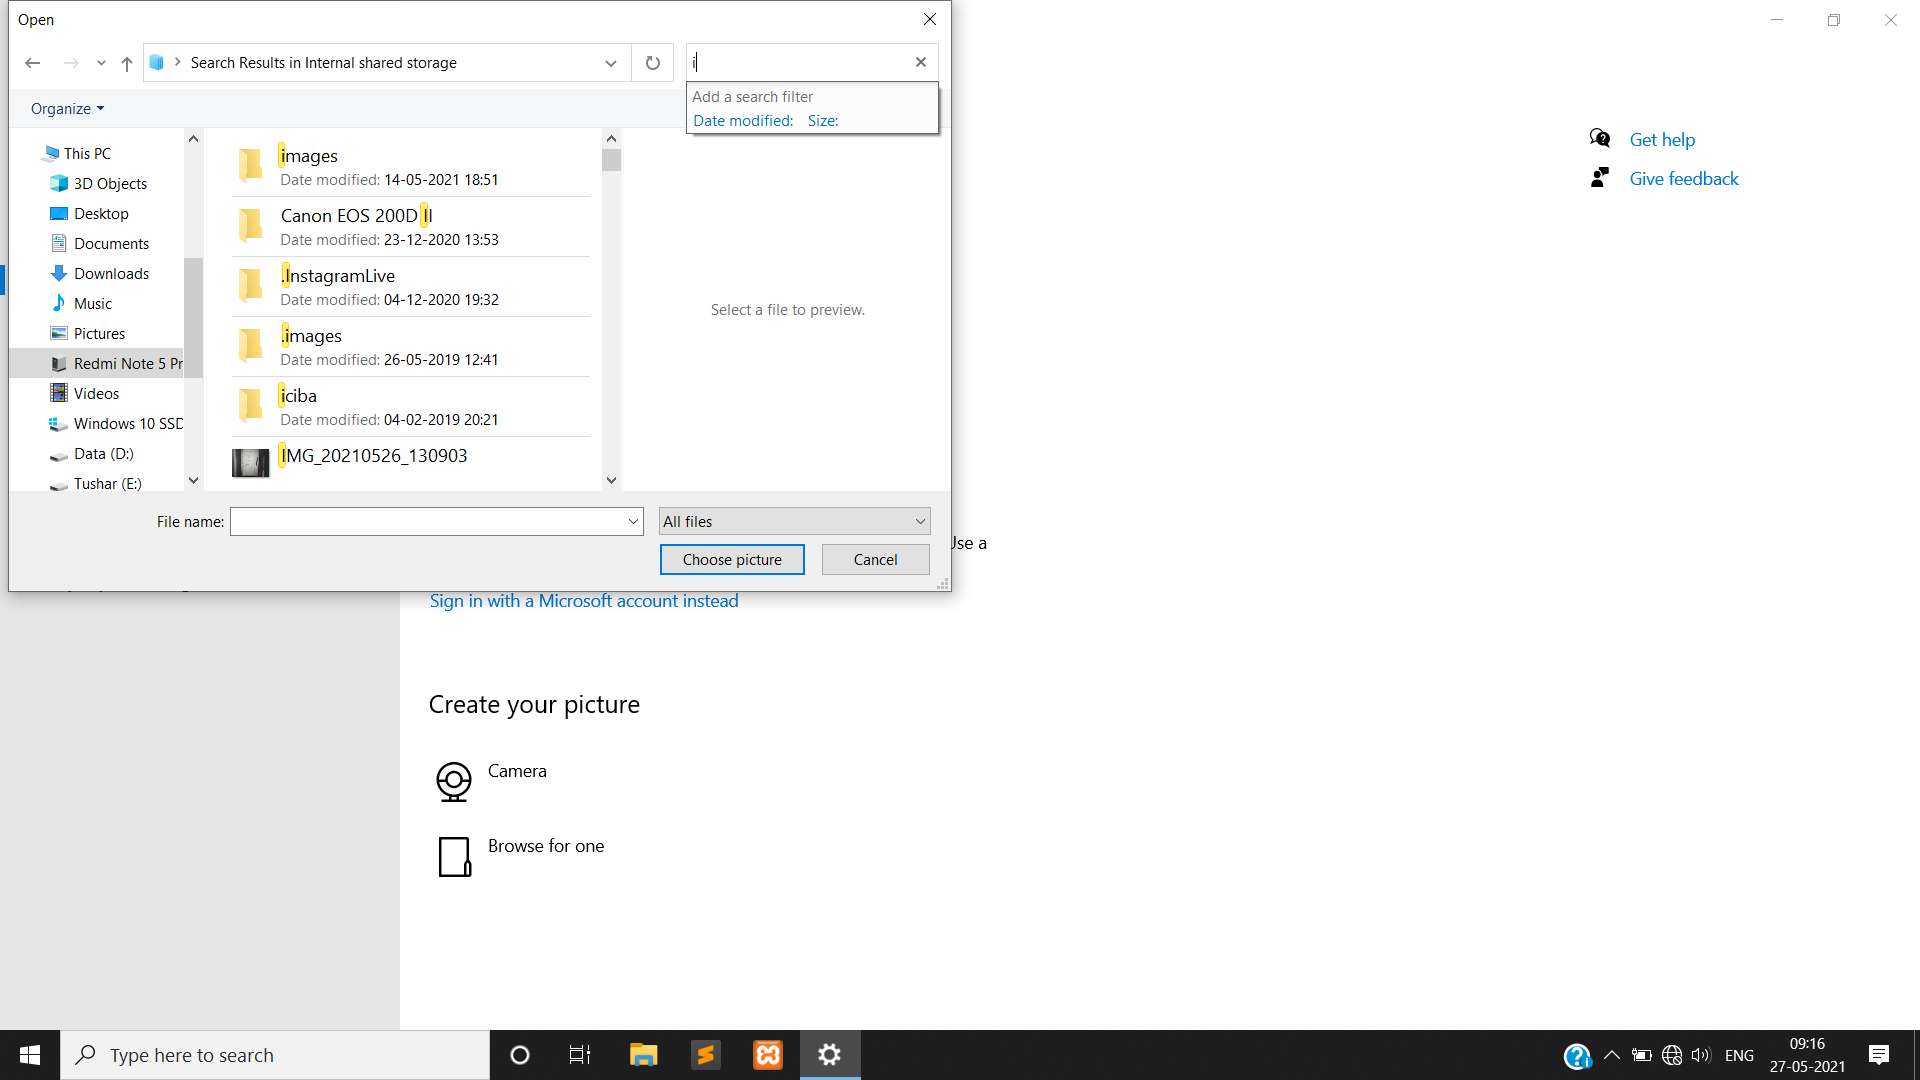 Open
Search Results in Internal shared storage
i
Add a search filter
Date modified: Size:
Organize
This PC
3D Objects
Desktop
Documents
Downloads
Music
Pictures
Redmi Note 5 Pr
Videos
Windows 10 SSD
Data (D:)
Tushar (E:)
images
Date modified: 14-05-2021 18:51
Canon EOS 200D II
Date modified: 23-12-2020 13:53
.InstagramLive
Date modified: 04-12-2020 19:32
.images
Date modified: 26-05-2019 12:41
iciba
Date modified: 04-02-2019 20:21
IMG_20210526_130903
Select a file to preview.
File name:
All files
Choose picture
Cancel
Get help
Give feedback
Use a
Sign in with a Microsoft account instead
Create your picture
Camera
Browse for one
Type here to search
ENG
09:16
27-05-2021